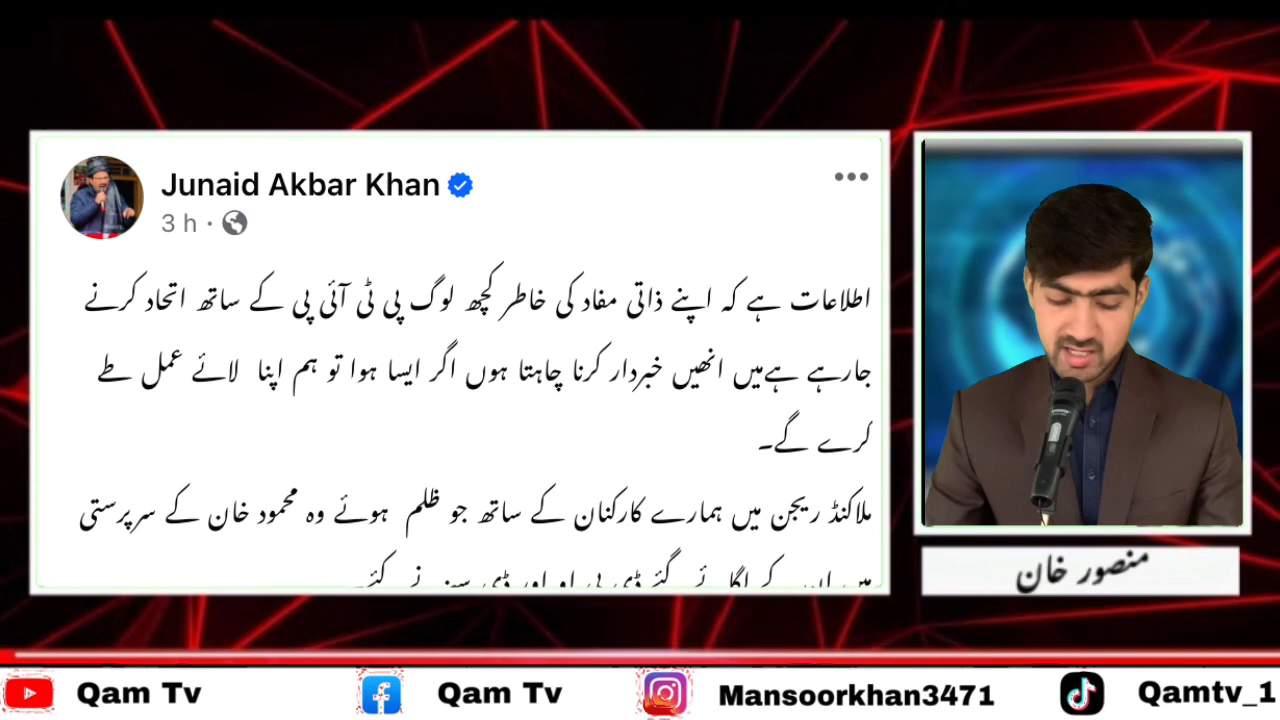 Junaid Akbar Khan
3 h
اطلاعات ہے کہ اپنے ذاتی مفاد کی خاطر کچھ لوگ پی ٹی آئی پی کے ساتھ اتحاد کرنے
جارہے ہےمیں انھیں خبردار کرنا چاہتا ہوں اگر ایسا ہوا تو ہم اپنا لائے عمل طے
کرے گے۔
ملاکنڈ ریجن میں ہمارے کارکنان کے ساتھ جو ظلم ہوئے وہ محمود خان کے سرپرستی
میں
منصور خان
Qam Tv
Qam Tv
Mansoorkhan3471
Qamtv_1